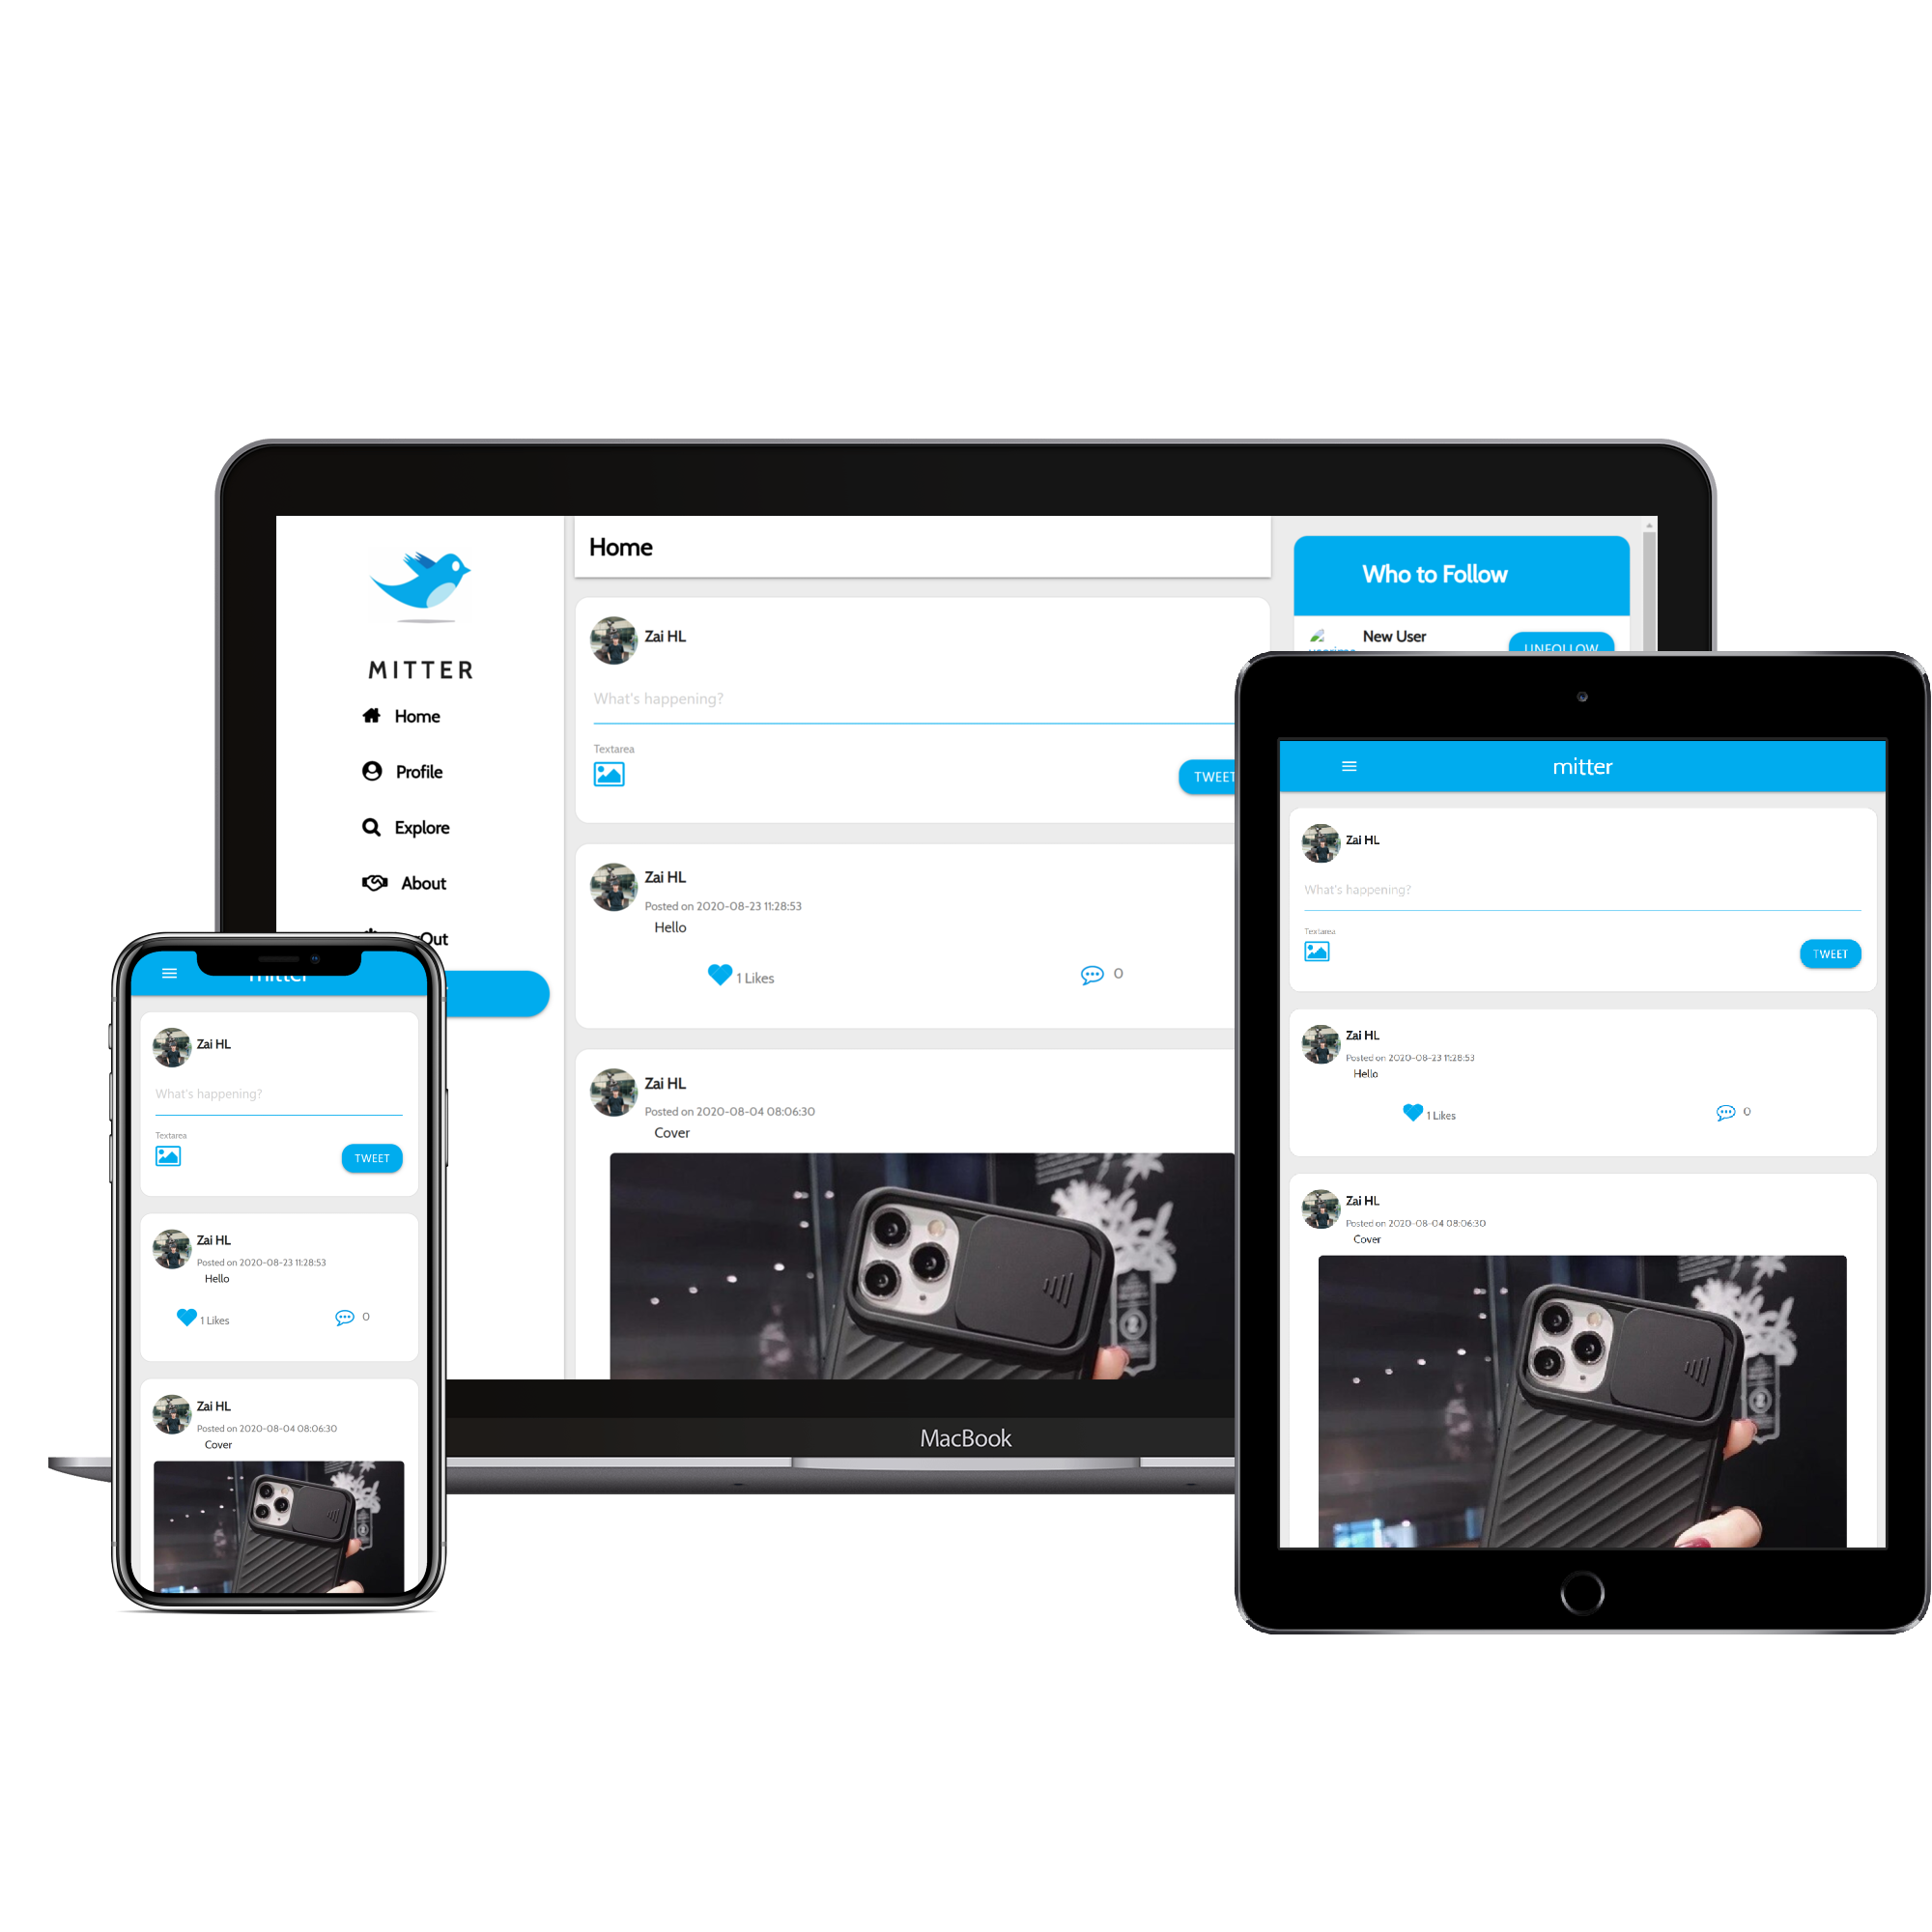 MITTER
Home
Profile
Explore
About
Out
Home
Zai HL
What's happening?
Textarea
TWEET
Zai HL
Posted on 2020-08-23 11:28:53
Hello
1 Likes
0
Zai HL
Posted on 2020-08-04 08:06:30
Cover
Who to Follow
New User
UNFOLLOW
MacBook
mitter
Zai HL
What's happening?
Textarea
TWEET
Zai HL
Posted on 2020-08-23 11:28:53
Hello
1 Likes
0
Zai HL
Posted on 2020-08-04 08:06:30
Cover
mitter
Zai HL
What's happening?
Textarea
TWEET
Zai HL
Posted on 2020-08-23 11:28:53
Hello
1 Likes
0
Zai HL
Posted on 2020-08-04 08:06:30
Cover